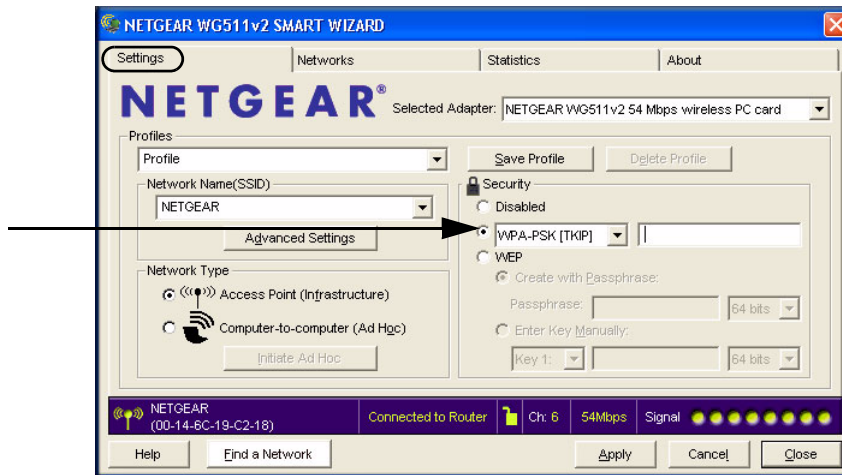 NETGEAR WG511v2 SMART WIZARD
Settings
Networks
Statistics
About
NETGEAR®
Selected Adapter:
NETGEAR WG511v2 54 Mbps wireless PC card
Profiles
Profile
Save Profile
Delete Profile
Network Name(SSID)
NETGEAR
Advanced Settings
Security
Disabled
WPA-PSK [TKIP]
WEP
Create with Passphrase:
Passphrase:
64 bits
Enter Key Manually:
Key 1:
64 bits
Network Type
Access Point (Infrastructure)
Computer-to-computer (Ad Hoc)
Initiate Ad Hoc
NETGEAR
(00-14-6C-19-C2-18)
Connected to Router
Ch: 6
54Mbps
Signal
Help
Find a Network
Apply
Cancel
Close